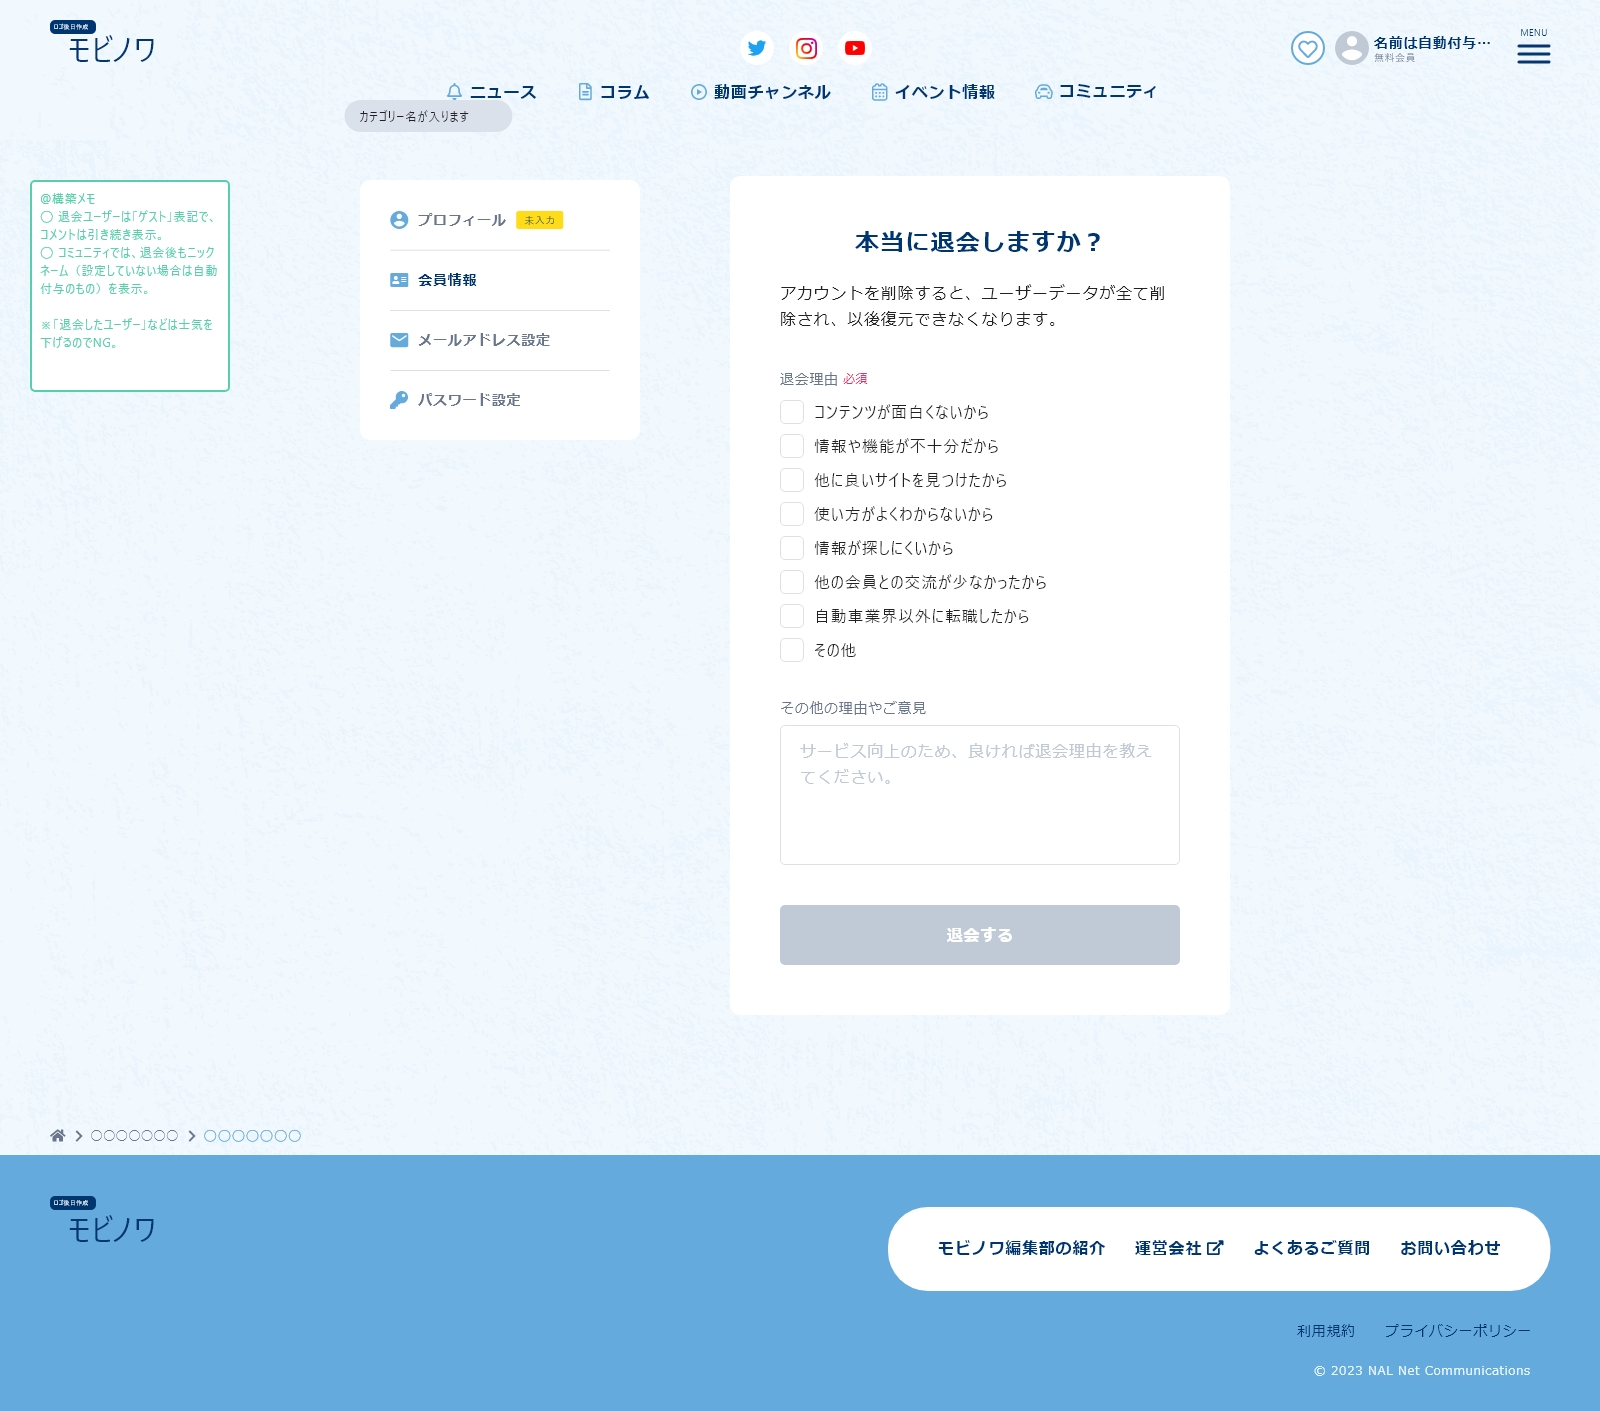 ロゴ後日作成
モビノワ
名前は自動付与…
無料会員
MENU
ニュース
コラム
動画チャンネル
イベント情報
コミュニティ
カテゴリー名が入ります
@構築メモ
〇 退会ユーザーは「ゲスト」表記で、
コメントは引き続き表示。
〇 コミュニティでは、退会後もニック
ネーム（設定していない場合は自動
付与のもの）を表示。
※「退会したユーザー」などは士気を
下げるのでNG。
プロフィール 未入力
会員情報
メールアドレス設定
パスワード設定
本当に退会しますか？
アカウントを削除すると、ユーザーデータが全て削
除され、以後復元できなくなります。
退会理由 必須
コンテンツが面白くないから
情報や機能が不十分だから
他に良いサイトを見つけたから
使い方がよくわからないから
情報が探しにくいから
他の会員との交流が少なかったから
自動車業界以外に転職したから
その他
その他の理由やご意見
サービス向上のため、良ければ退会理由を教え
てください。
退会する
〇〇〇〇〇〇〇
〇〇〇〇〇〇〇
ロゴ後日作成
モビノワ
モビノワ編集部の紹介
運営会社
よくあるご質問
お問い合わせ
利用規約
プライバシーポリシー
© 2023 NAL Net Communications